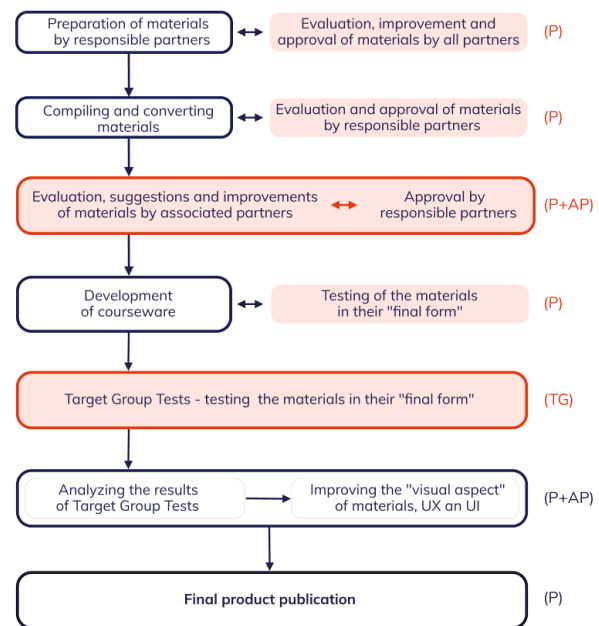 Preparation of materials
by responsible partners
Evaluation, improvement and
approval of materials by all partners
(P)
Compiling and converting
materials
Evaluation and approval of materials
by responsible partners
(P)
Evaluation, suggestions and improvements
of materials by associated partners
Approval by
responsible partners
(P+AP)
Development
of courseware
Testing of the materials
in their "final form"
(P)
Target Group Tests - testing the materials in their "final form"
(TG)
Analyzing the results
of Target Group Tests
Improving the "visual aspect"
of materials, UX an UI
(P+AP)
Final product publication
(P)